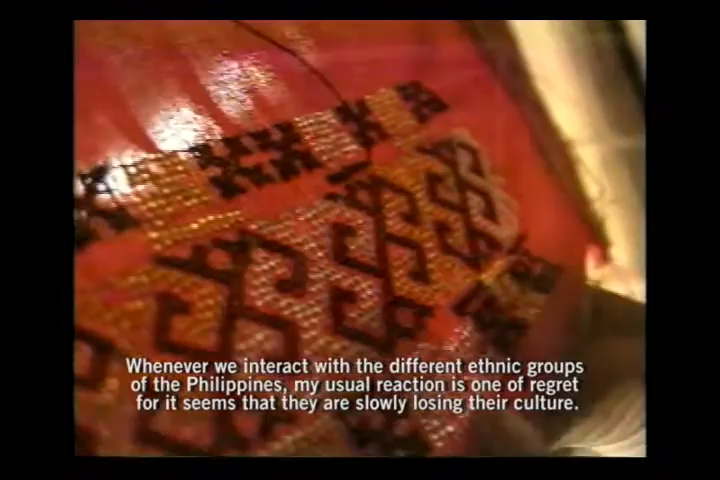 Whenever we interact with the different ethnic groups
of the Philippines, my usual reaction is one of regret
for it seems that they are slowly losing their culture.